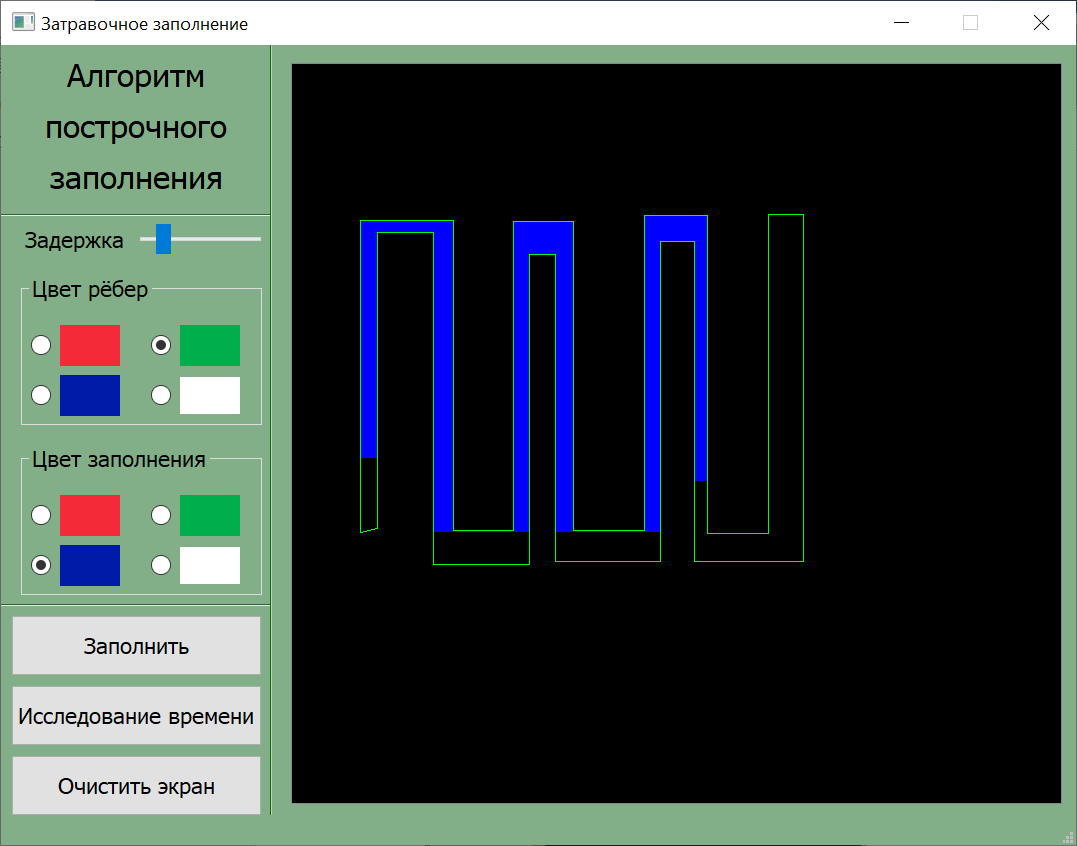 Затравочное заполнение
Алгоритм
построчного
заполнения
Задержка
Цвет рёбер
Цвет заполнения
Заполнить
Исследование времени
Очистить экран